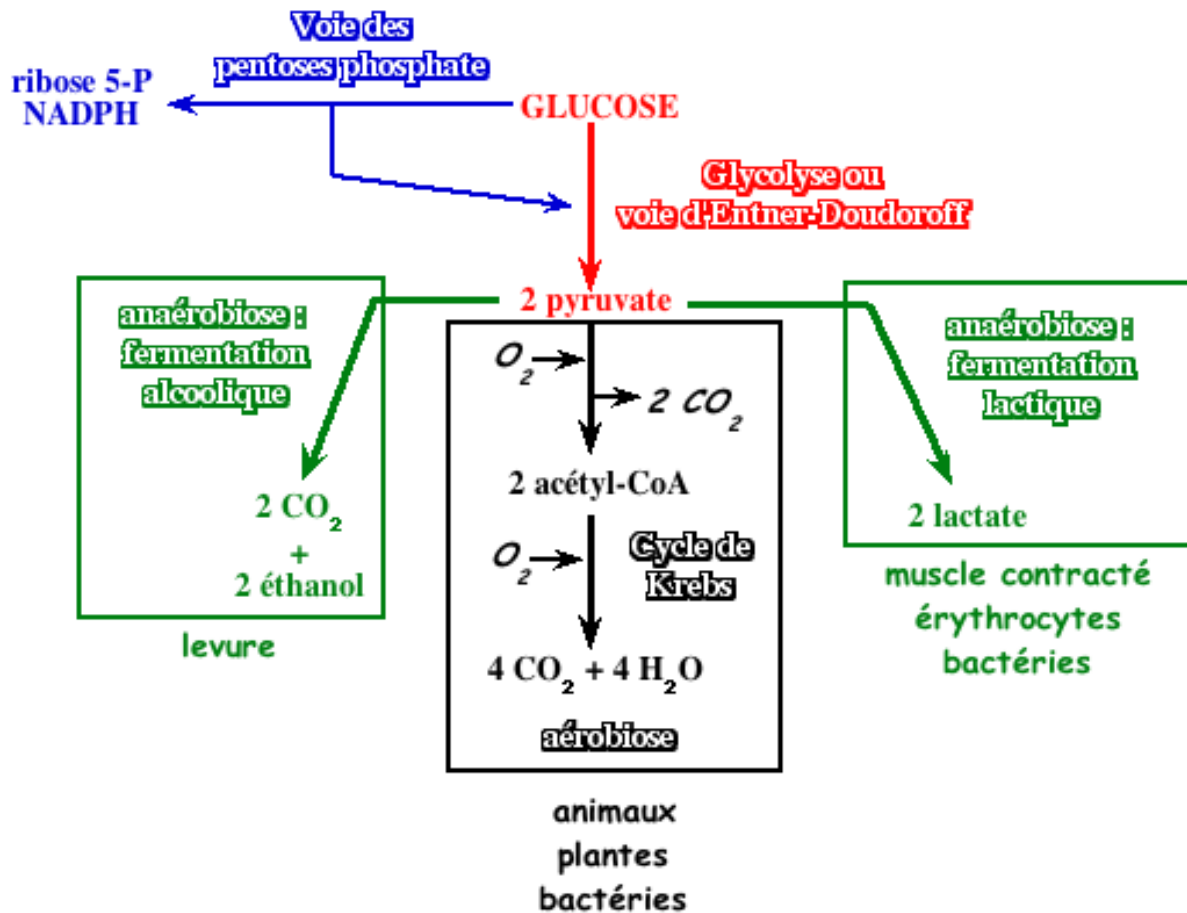 Voie des
pentoses phosphate
ribose 5-P
NADPH
GLUCOSE
Glycolyse ou
voie d'Entner-Doudoroff
2 pyruvate
anaérobiose :
fermentation
alcoolique
2 CO₂
+
2 éthanol
levure
O₂
2 CO₂
2 acétyl-CoA
O₂
Cycle de
Krebs
4 CO₂ + 4 H₂O
aérobiose
animaux
plantes
bactéries
anaérobiose :
fermentation
lactique
2 lactate
muscle contracté
érythrocytes
bactéries